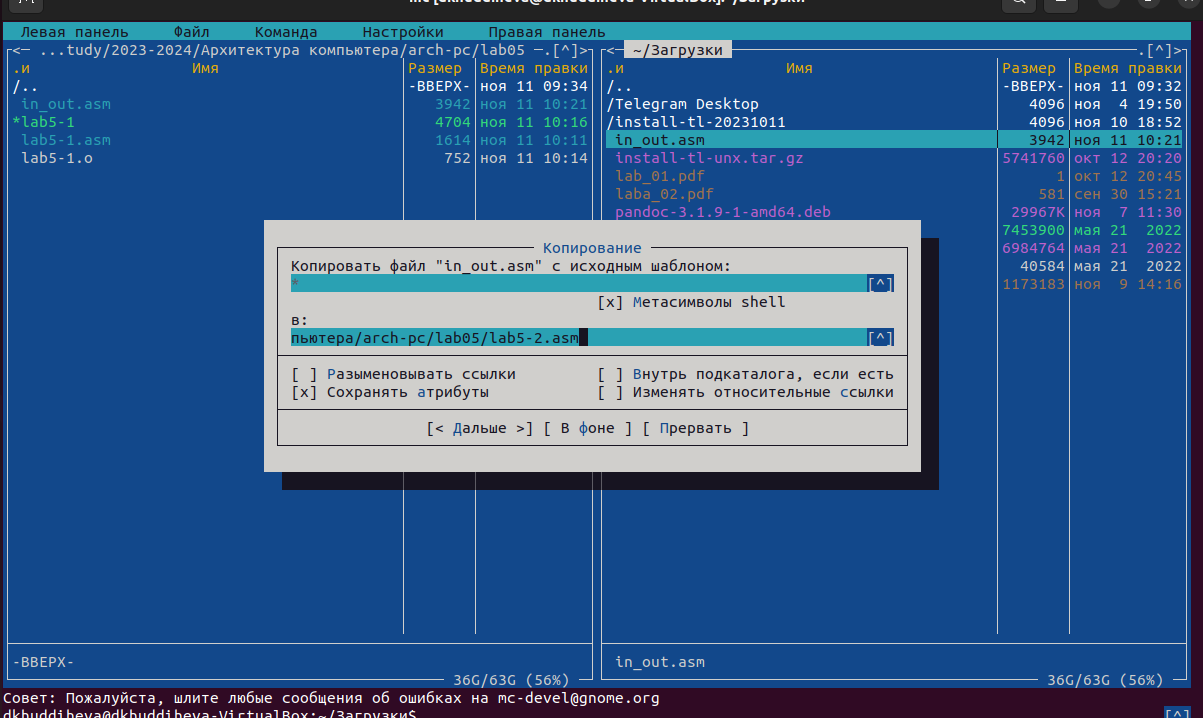 Левая панель Файл Команда Настройки Правая панель
<─ ...tudy/2023-2024/Архитектура компьютера/arch-pc/lab05 ─.[^]>
.и Имя Размер Время правки
/.. -ВВЕРХ- ноя 11 09:34
in_out.asm 3942 ноя 11 10:21
*lab5-1 4704 ноя 11 10:16
lab5-1.asm 1614 ноя 11 10:11
lab5-1.o 752 ноя 11 10:14
-ВВЕРХ-
36G/63G (56%)
<─ ~/Загрузки .[^]>
.и Имя Размер Время правки
/.. -ВВЕРХ- ноя 11 09:32
/Telegram Desktop 4096 ноя 4 19:50
/install-tl-20231011 4096 ноя 10 18:52
in_out.asm 3942 ноя 11 10:21
install-tl-unx.tar.gz 5741760 окт 12 20:20
lab_01.pdf 1 окт 12 20:45
laba_02.pdf 581 сен 30 15:21
pandoc-3.1.9-1-amd64.deb 29967K ноя 7 11:30
7453900 мая 21 2022
6984764 мая 21 2022
40584 мая 21 2022
1173183 ноя 9 14:16
in_out.asm
36G/63G (56%)
Копирование
Копировать файл "in_out.asm" с исходным шаблоном:
* [^]
[x] Метасимволы shell
в:
пьютера/arch-pc/lab05/lab5-2.asm [^]
[ ] Разыменовывать ссылки [ ] Внутрь подкаталога, если есть
[x] Сохранять атрибуты [ ] Изменять относительные ссылки
[< Дальше >] [ В фоне ] [ Прервать ]
Совет: Пожалуйста, шлите любые сообщения об ошибках на mc-devel@gnome.org
dkbuddiheva@dkbuddiheva-VirtualBox:~/Загрузки$ [^]